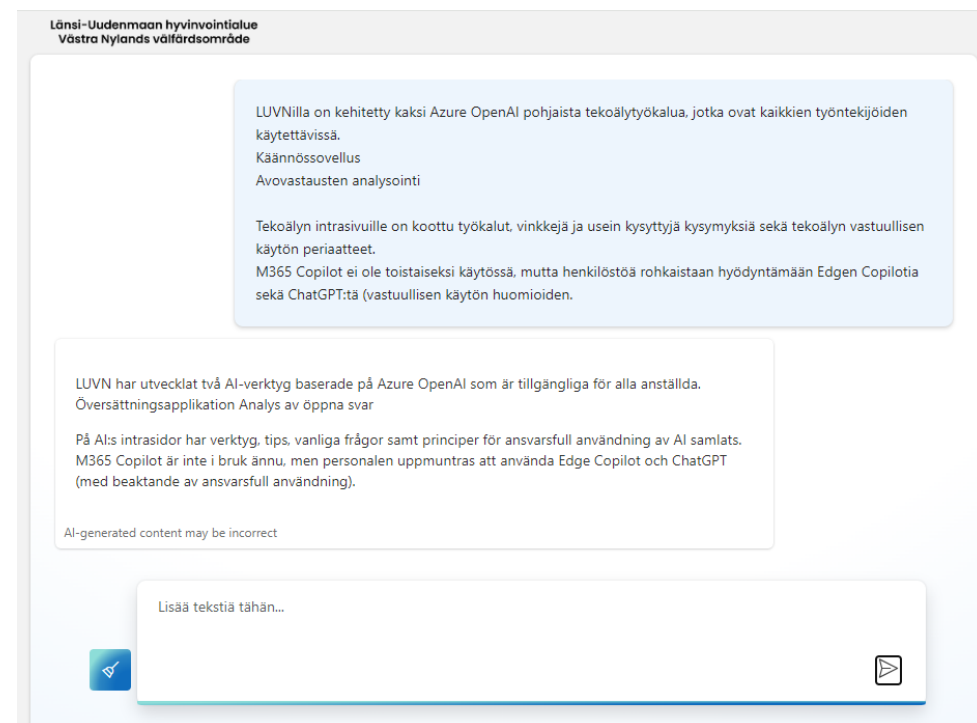 Länsi-Uudenmaan hyvinvointialue
Västra Nylands välfärdsområde
LUVNilla on kehitetty kaksi Azure OpenAI pohjaista tekoälytyökalua, jotka ovat kaikkien työntekijöiden
käytettävissä.
Käännössovellus
Avovastausten analysointi
Tekoälyn intrasivuille on koottu työkalut, vinkkejä ja usein kysyttyjä kysymyksiä sekä tekoälyn vastuullisen
käytön periaatteet.
M365 Copilot ei ole toistaiseksi käytössä, mutta henkilöstöä rohkaistaan hyödyntämään Edgen Copilotia
sekä ChatGPT:tä (vastuullisen käytön huomioiden.
LUVN har utvecklat två AI-verktyg baserade på Azure OpenAI som är tillgängliga för alla anställda.
Översättningsapplikation Analys av öppna svar
På AI:s intrasidor har verktyg, tips, vanliga frågor samt principer för ansvarsfull användning av AI samlats.
M365 Copilot är inte i bruk ännu, men personalen uppmuntras att använda Edge Copilot och ChatGPT
(med beaktande av ansvarsfull användning).
AI-generated content may be incorrect
Lisää tekstiä tähän...